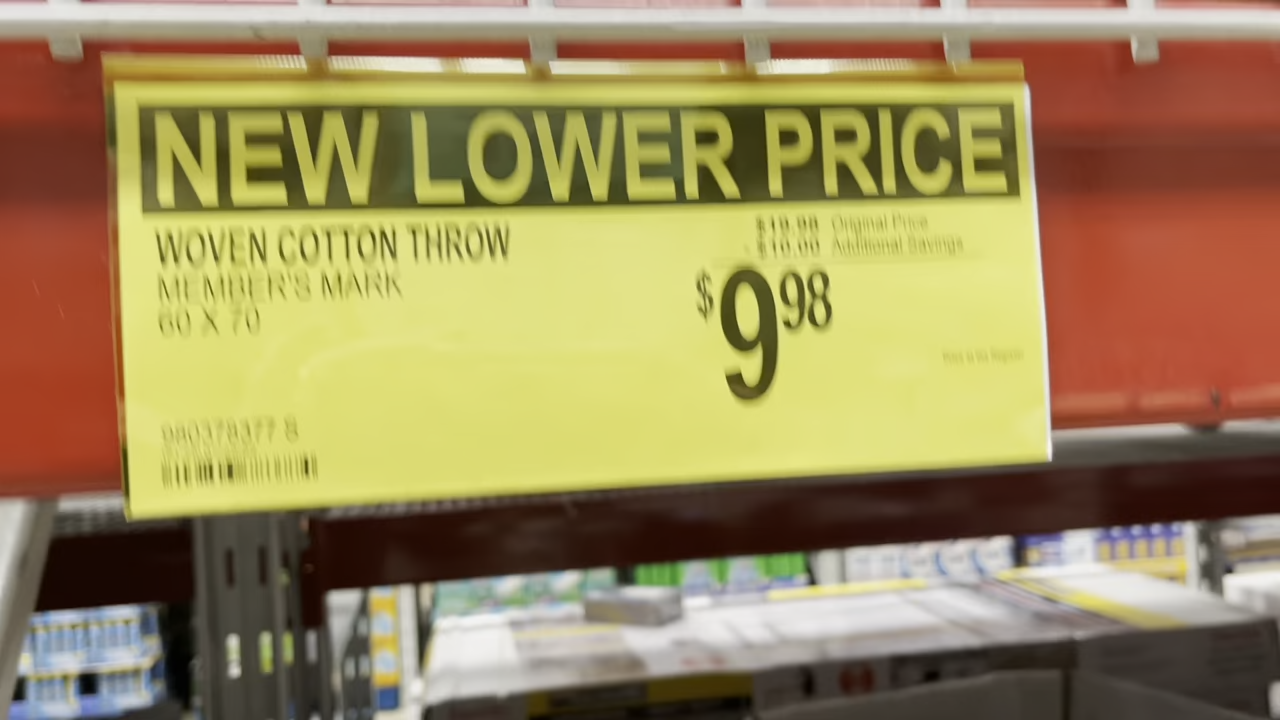 NEW LOWER PRICE
WOVEN COTTON THROW
MEMBER'S MARK
60 X 70
$19.98 Original Price
- $10.00 Additional Savings
$9 98
980378377 S